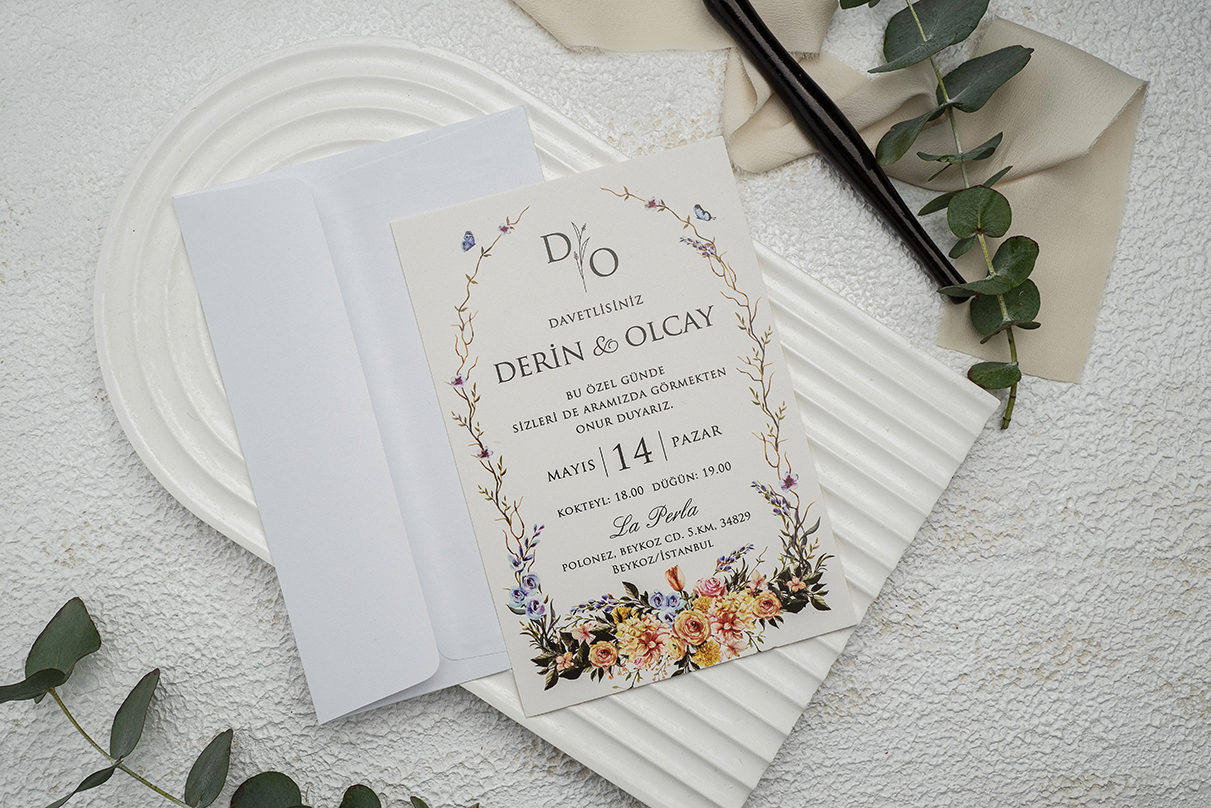 D O
DAVETLİSİNİZ
DERİN & OLCAY
BU ÖZEL GÜNDE
SİZLERİ DE ARAMIZDA GÖRMEKTEN
ONUR DUYARIZ.
MAYIS | 14 | PAZAR
KOKTEYL: 18.00 DÜĞÜN: 19.00
La Perla
POLONEZ, BEYKOZ CD. 5.KM, 34829
BEYKOZ/İSTANBUL